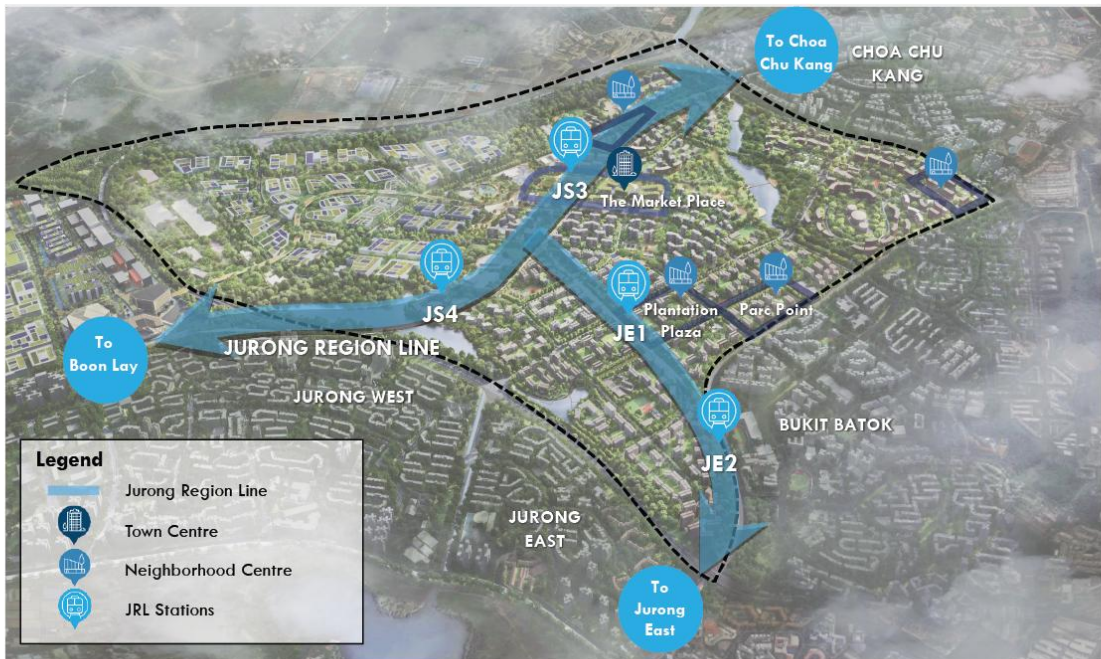 To Choa
Chu Kang
CHOA CHU
KANG
JS3
The Market Place
JS4
JE1
Plantation
Plaza
Parc Point
To
Boon Lay
JURONG REGION LINE
JURONG WEST
BUKIT BATOK
JE2
JURONG
EAST
To
Jurong
East
Legend
Jurong Region Line
Town Centre
Neighborhood Centre
JRL Stations